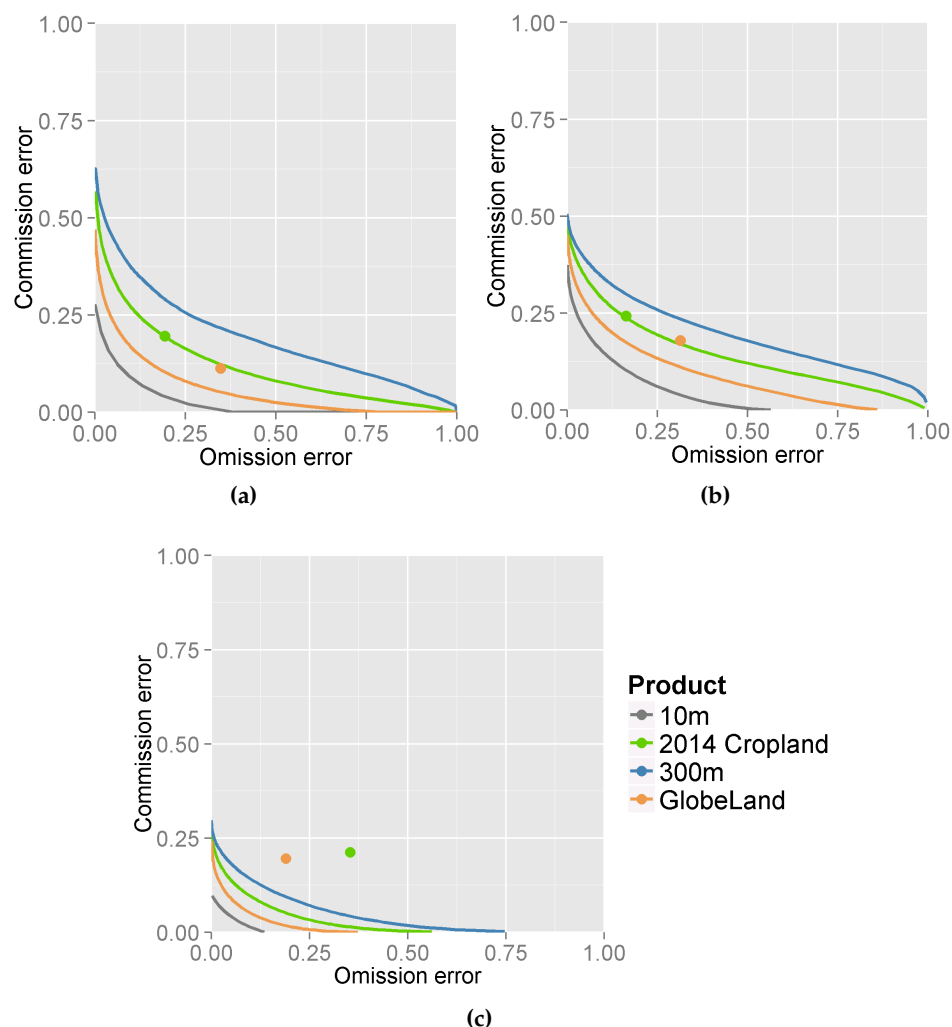 1.00
0.75
0.50
0.25
0.00
Commission error
0.00 0.25 0.50 0.75 1.00
Omission error
(a)
1.00
0.75
0.50
0.25
0.00
Commission error
0.00 0.25 0.50 0.75 1.00
Omission error
(b)
1.00
0.75
0.50
0.25
0.00
Commission error
0.00 0.25 0.50 0.75 1.00
Omission error
(c)
Product
10m
2014 Cropland
300m
GlobeLand